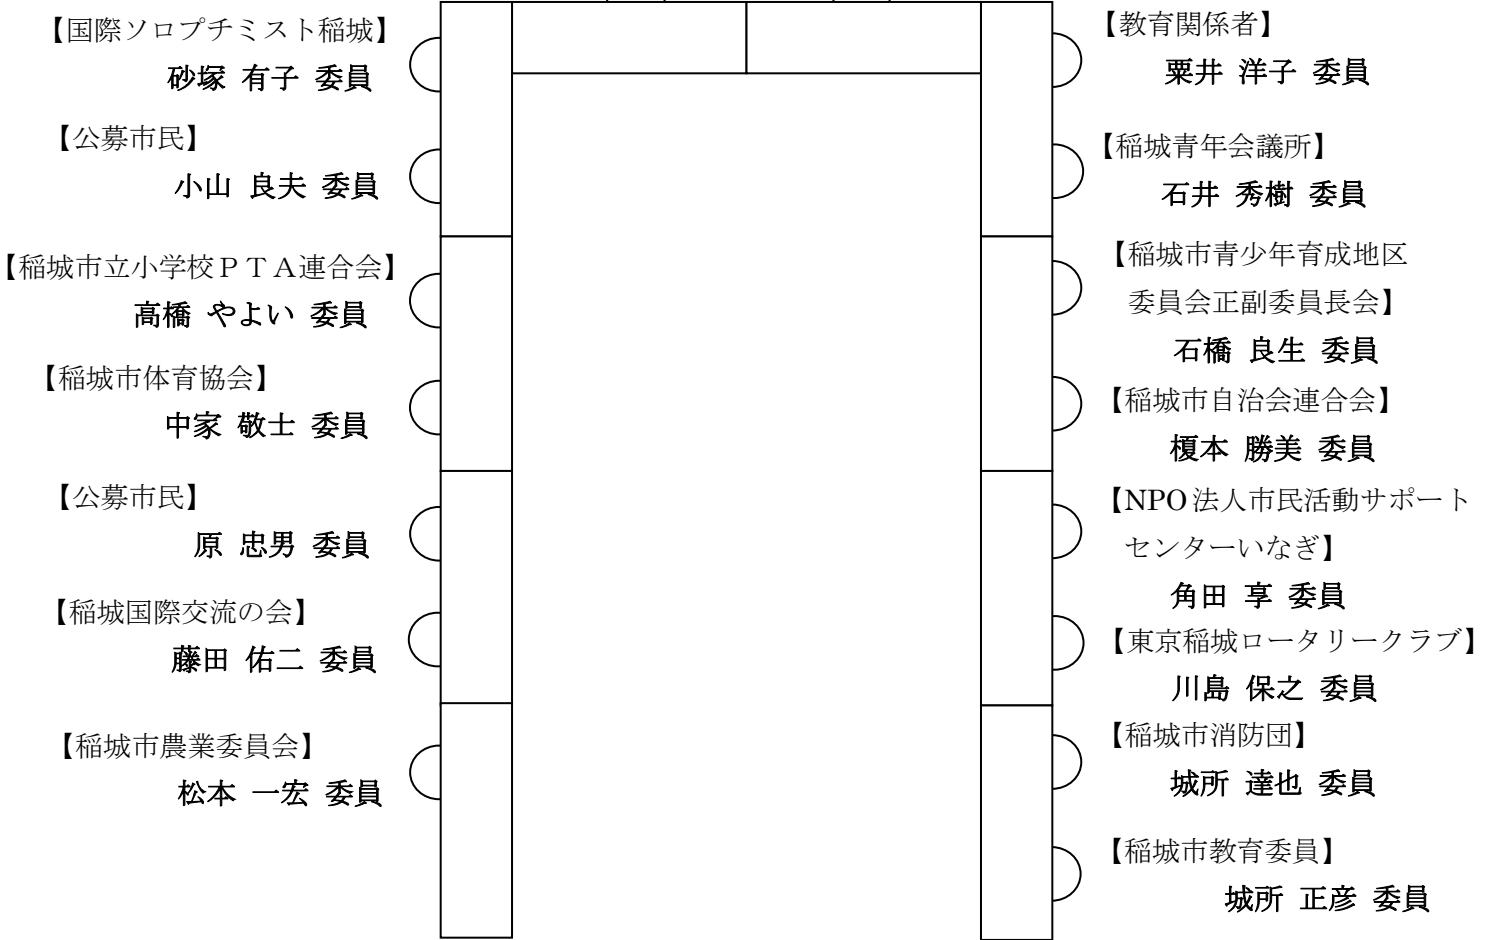 【国際ソロプチミスト稲城】
砂塚 有子 委員
【公募市民】
小山 良夫 委員
【稲城市立小学校ＰＴＡ連合会】
高橋 やよい 委員
【稲城市体育協会】
中家 敬士 委員
【公募市民】
原 忠男 委員
【稲城国際交流の会】
藤田 佑二 委員
【稲城市農業委員会】
松本 一宏 委員
【教育関係者】
粟井 洋子 委員
【稲城青年会議所】
石井 秀樹 委員
【稲城市青少年育成地区
委員会正副委員長会】
石橋 良生 委員
【稲城市自治会連合会】
榎本 勝美 委員
【NPO法人市民活動サポート
センターいなぎ】
角田 享 委員
【東京稲城ロータリークラブ】
川島 保之 委員
【稲城市消防団】
城所 達也 委員
【稲城市教育委員】
城所 正彦 委員